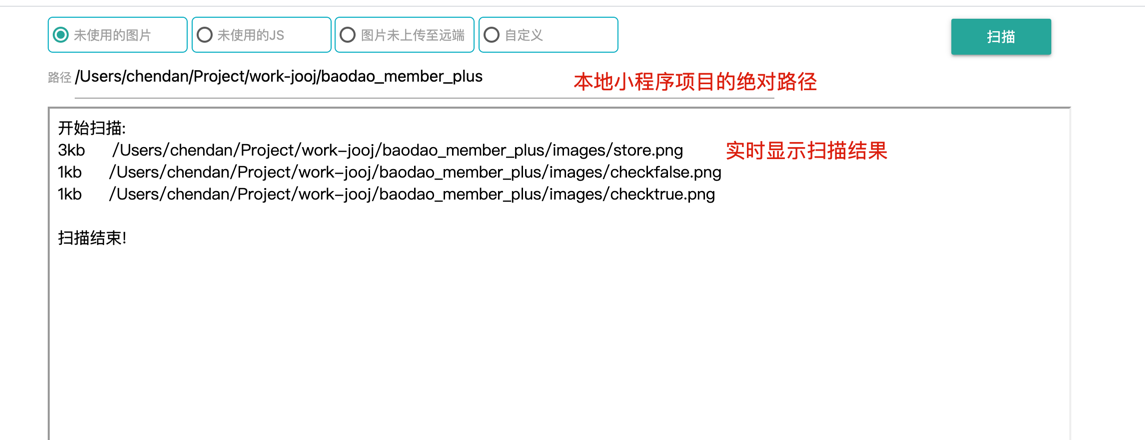 未使用的图片 未使用的JS 图片未上传至远端 自定义 扫描
路径 /Users/chendan/Project/work-jooj/baodao_member_plus 本地小程序项目的绝对路径
开始扫描:
3kb /Users/chendan/Project/work-jooj/baodao_member_plus/images/store.png 实时显示扫描结果
1kb /Users/chendan/Project/work-jooj/baodao_member_plus/images/checkfalse.png
1kb /Users/chendan/Project/work-jooj/baodao_member_plus/images/checktrue.png
扫描结束!